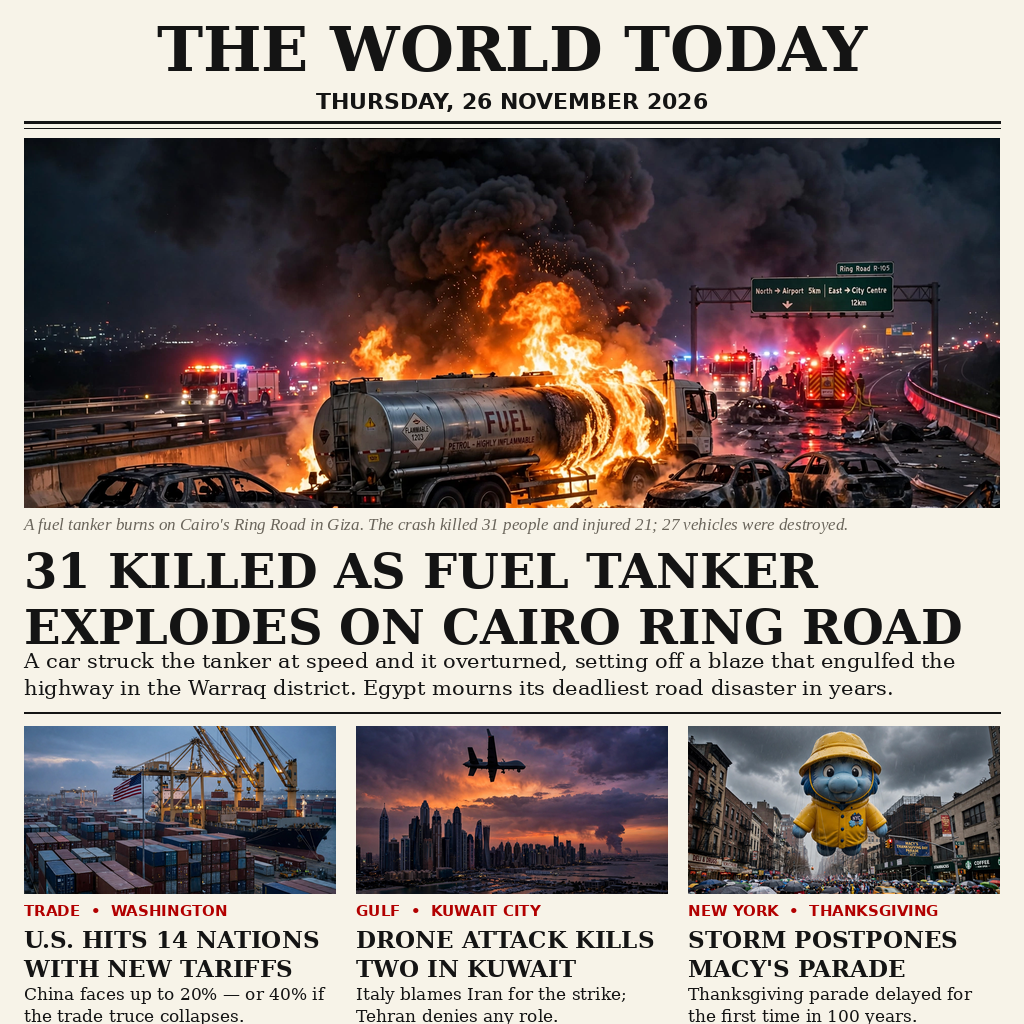 THE WORLD TODAY
THURSDAY, 26 NOVEMBER 2026
Ring Road R-105
North → Airport 5km | East → City Centre
12km
FUEL
FLAMMABLE
1203
PETROL - HIGHLY INFLAMMABLE
A fuel tanker burns on Cairo's Ring Road in Giza. The crash killed 31 people and injured 21; 27 vehicles were destroyed.
31 KILLED AS FUEL TANKER
EXPLODES ON CAIRO RING ROAD
A car struck the tanker at speed and it overturned, setting off a blaze that engulfed the
highway in the Warraq district. Egypt mourns its deadliest road disaster in years.
MACY'S
THANKSGIVING DAY
PARADE
COFFEE
TRADE • WASHINGTON
U.S. HITS 14 NATIONS
WITH NEW TARIFFS
China faces up to 20% — or 40% if
the trade truce collapses.
GULF • KUWAIT CITY
DRONE ATTACK KILLS
TWO IN KUWAIT
Italy blames Iran for the strike;
Tehran denies any role.
NEW YORK • THANKSGIVING
STORM POSTPONES
MACY'S PARADE
Thanksgiving parade delayed for
the first time in 100 years.